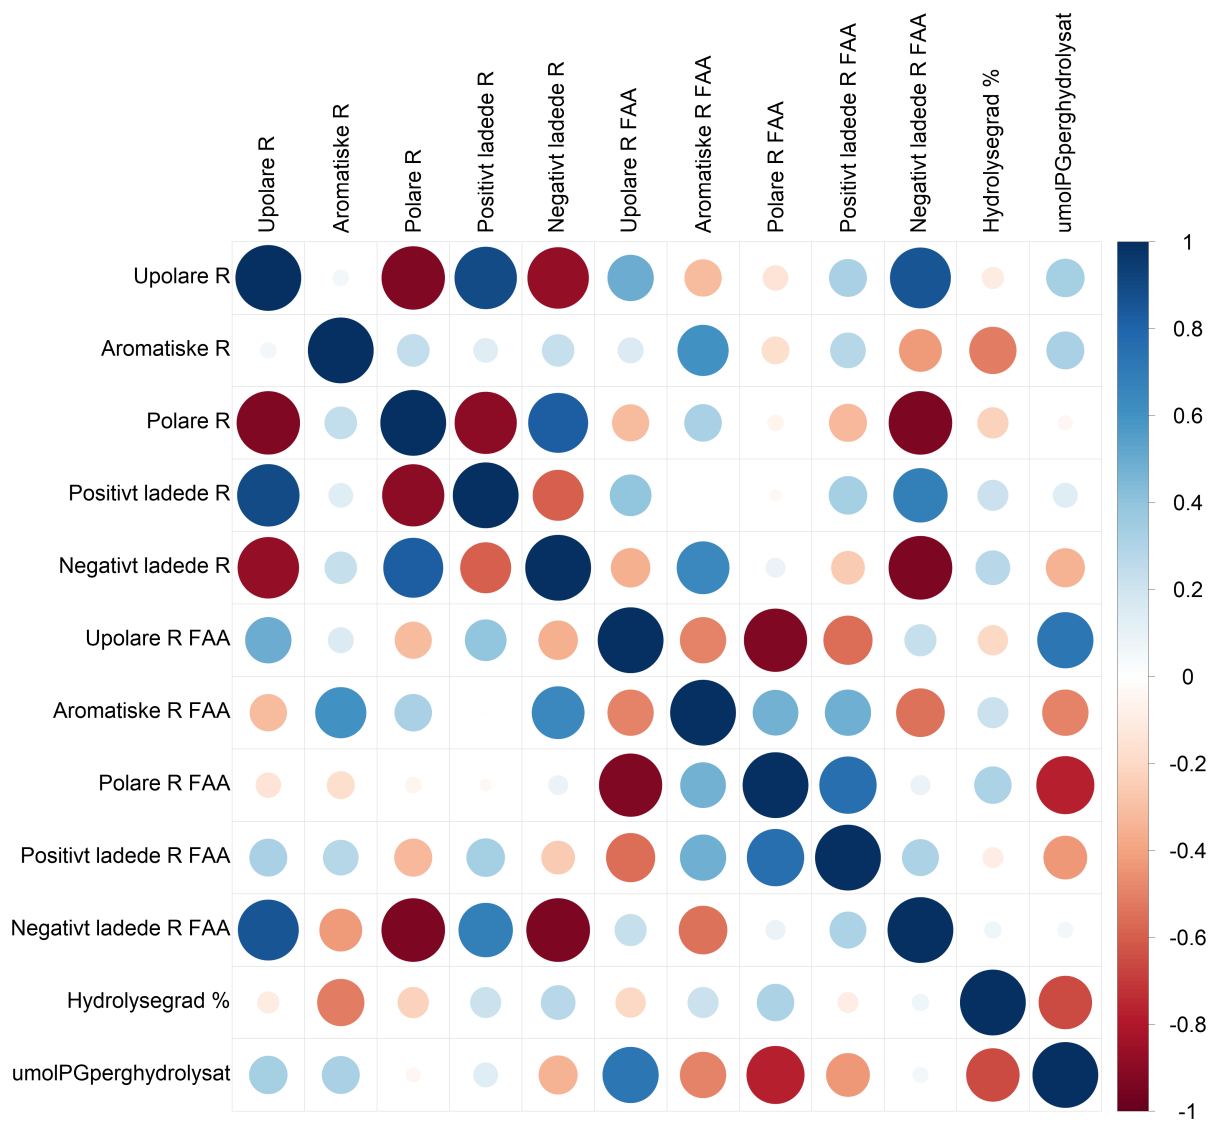 Upolare R
Aromatiske R
Polare R
Positivt ladede R
Negativt ladede R
Upolare R FAA
Aromatiske R FAA
Polare R FAA
Positivt ladede R FAA
Negativt ladede R FAA
Hydrolysegrad %
umolPGperghydrolysat
Upolare R
Aromatiske R
Polare R
Positivt ladede R
Negativt ladede R
Upolare R FAA
Aromatiske R FAA
Polare R FAA
Positivt ladede R FAA
Negativt ladede R FAA
Hydrolysegrad %
umolPGperghydrolysat
1
0.8
0.6
0.4
0.2
0
-0.2
-0.4
-0.6
-0.8
-1